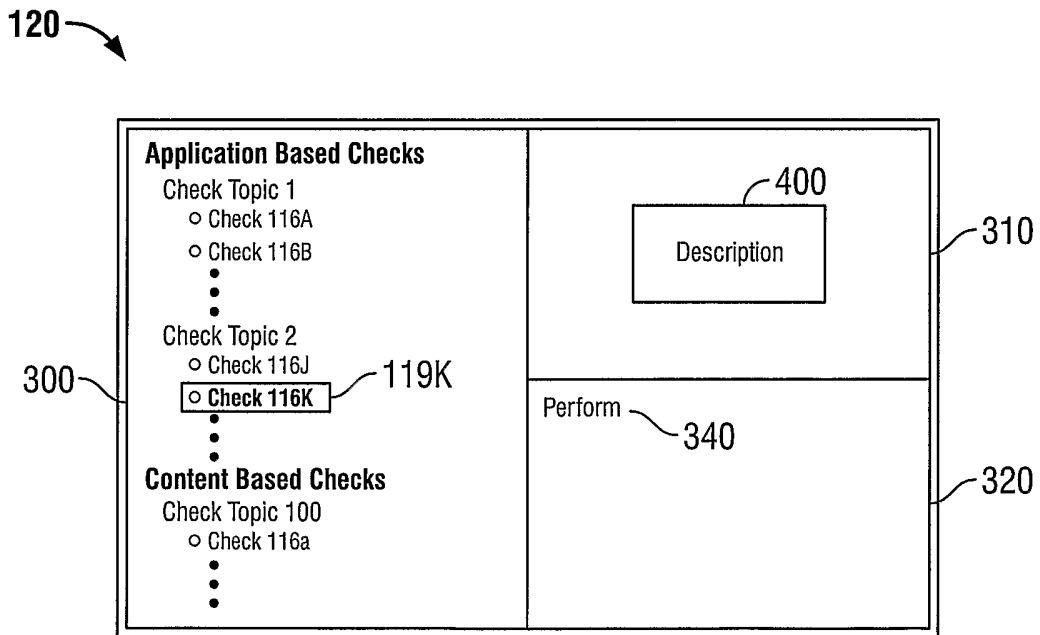 120
Application Based Checks
Check Topic 1
Check 116A
Check 116B
Check Topic 2
Check 116J
Check 116K
Content Based Checks
Check Topic 100
Check 116a
300
119K
400
Description
310
Perform
340
320